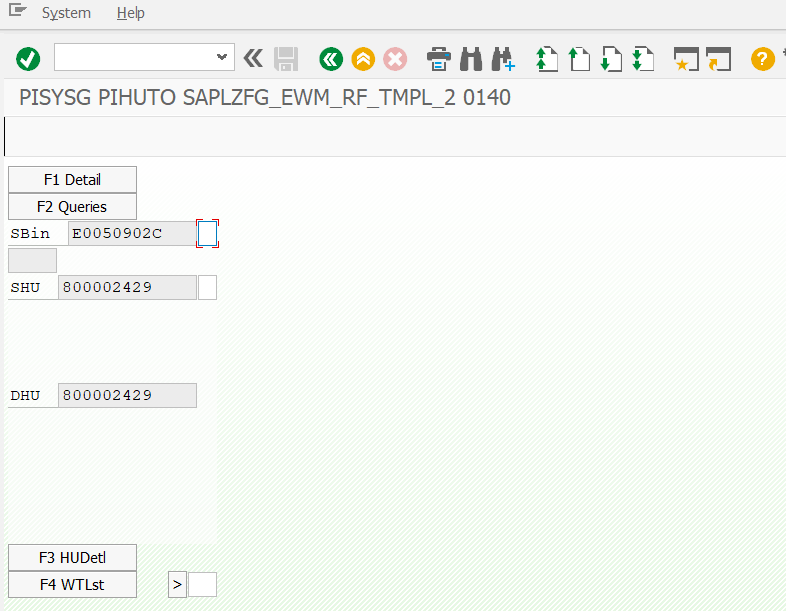 System Help
PISYSG PIHUTO SAPLZFG_EWM_RF_TMPL_2 0140
F1 Detail
F2 Queries
SBin E0050902C
SHU 800002429
DHU 800002429
F3 HUDetl
F4 WTLst >